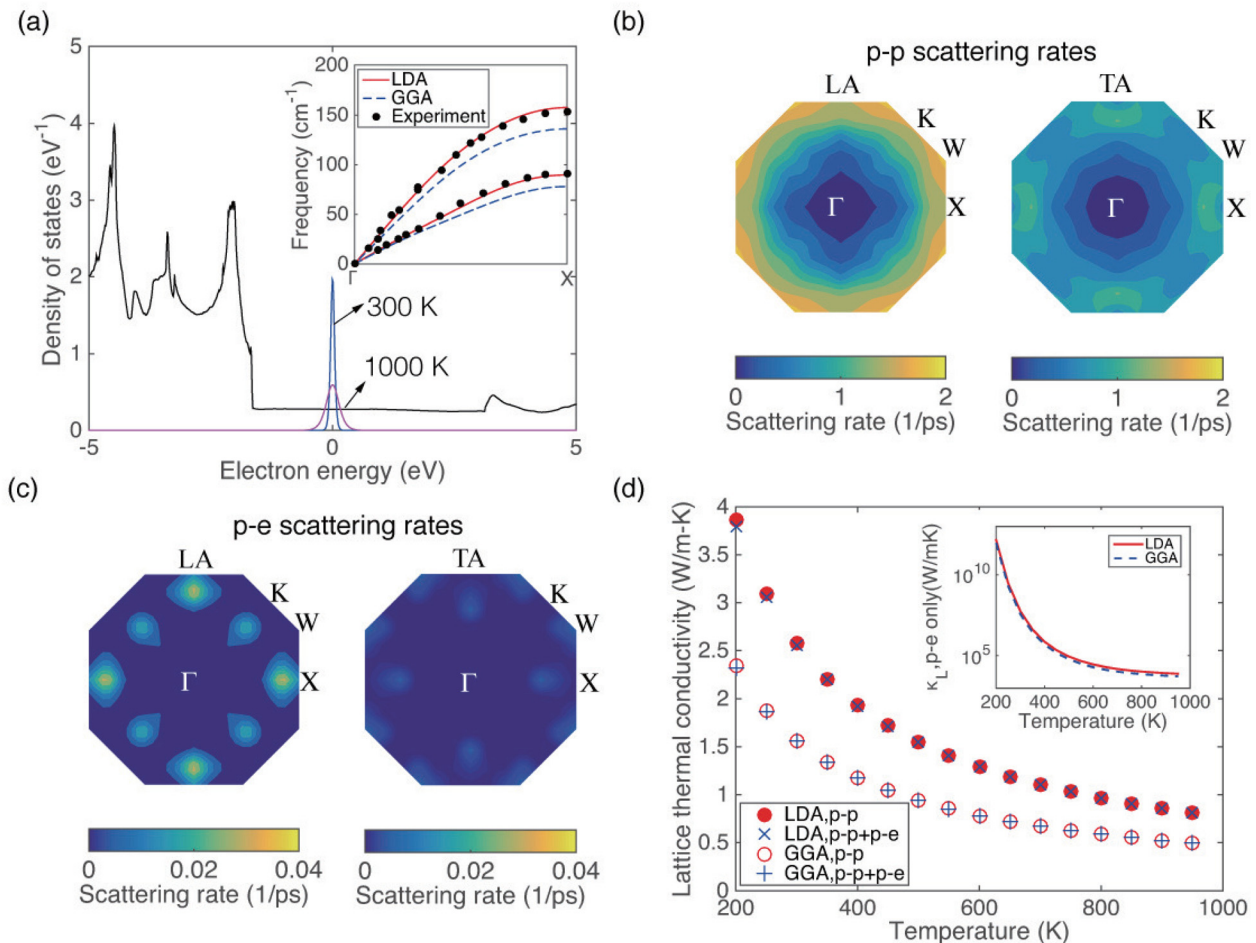 (a)
5
4
3
2
1
0
Density of states (eV⁻¹)
-5
0
5
Electron energy (eV)
200
150
100
50
0
Frequency (cm⁻¹)
Γ
X
LDA
GGA
Experiment
300 K
1000 K
(b)
p-p scattering rates
LA
K
W
X
Γ
0 1 2
Scattering rate (1/ps)
TA
K
W
X
Γ
0 1 2
Scattering rate (1/ps)
(c)
p-e scattering rates
LA
K
W
X
Γ
0 0.02 0.04
Scattering rate (1/ps)
TA
K
W
X
Γ
0 0.02 0.04
Scattering rate (1/ps)
(d)
4
3.5
3
2.5
2
1.5
1
0.5
0
Lattice thermal conductivity (W/m-K)
200 400 600 800 1000
Temperature (K)
LDA,p-p
LDA,p-p+p-e
GGA,p-p
GGA,p-p+p-e
10¹⁰
10⁵
κL,p-e only(W/mK)
200 400 600 800 1000
Temperature (K)
LDA
GGA